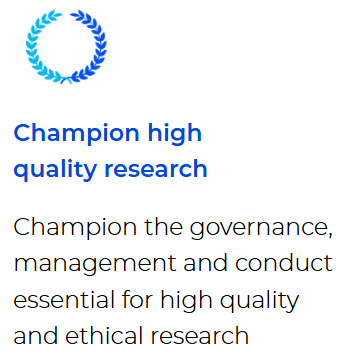 Champion high
quality research
Champion the governance,
management and conduct
essential for high quality
and ethical research